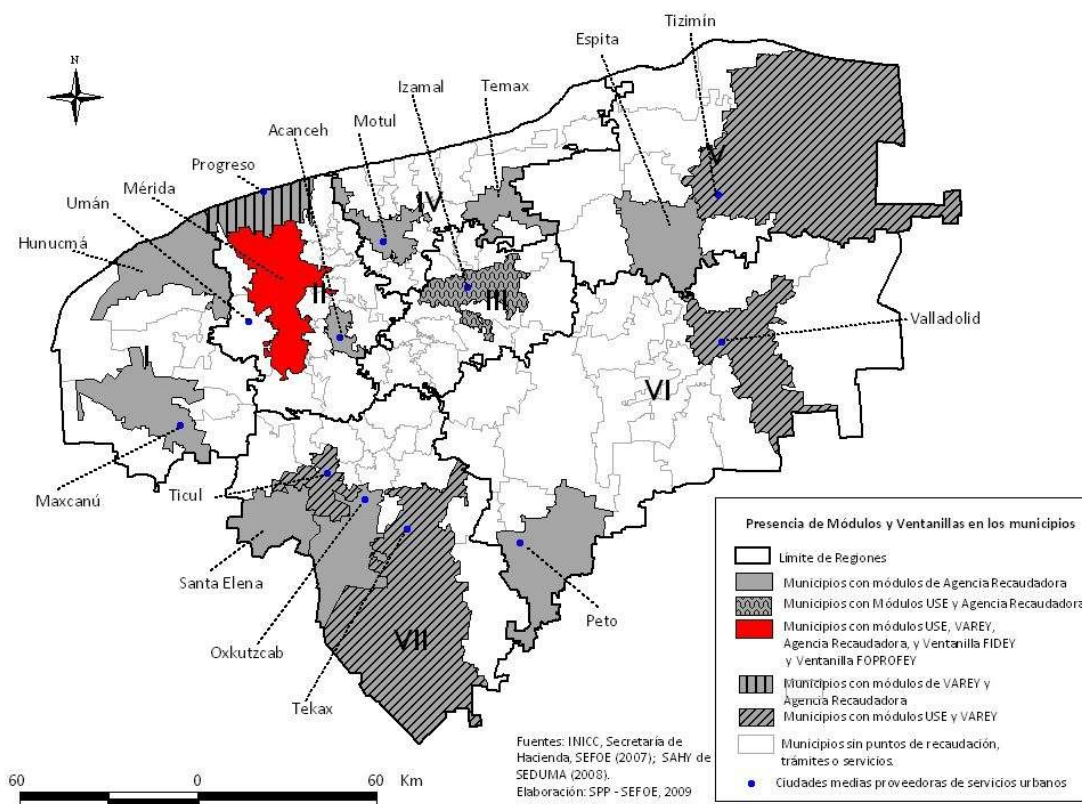 Tizimín
Espita
Izamal
Temax
N
Motul
Acanceh
Progreso
Mérida
Umán
Hunucmá
V
IV
II
III
Valladolid
I
VI
Maxcanú
Ticul
Santa Elena
Peto
Oxkutzcab
VII
Tekax
Presencia de Módulos y Ventanillas en los municipios
Límite de Regiones
Municipios con módulos de Agencia Recaudadora
Municipios con Módulos USE y Agencia Recaudadora
Municipios con módulos USE, VAREY,
Agencia Recaudadora, y Ventanilla FIDEY
y Ventanilla FOPROFEY
Municipios con módulos de VAREY y
Agencia Recaudadora
Municipios con módulos USE y VAREY
Municipios sin puntos de recaudación,
trámites o servicios.
Ciudades medias proveedoras de servicios urbanos
Fuentes: INICC, Secretaría de
Hacienda, SEFOE (2007); SAHY de
SEDUMA (2008).
Elaboración: SPP - SEFOE, 2009
60 0 60 Km